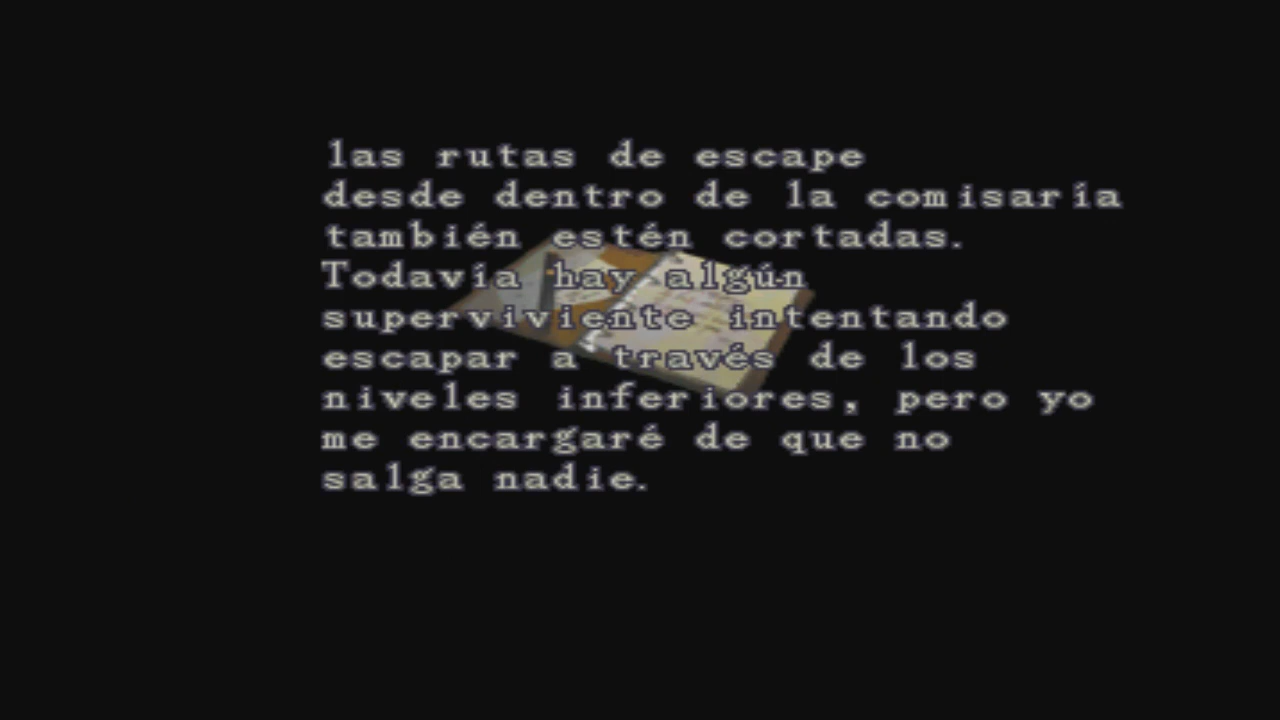 las rutas de escape
desde dentro de la comisaría
también estén cortadas.
Todavía hay algún
superviviente intentando
escapar a través de los
niveles inferiores, pero yo
me encargaré de que no
salga nadie.